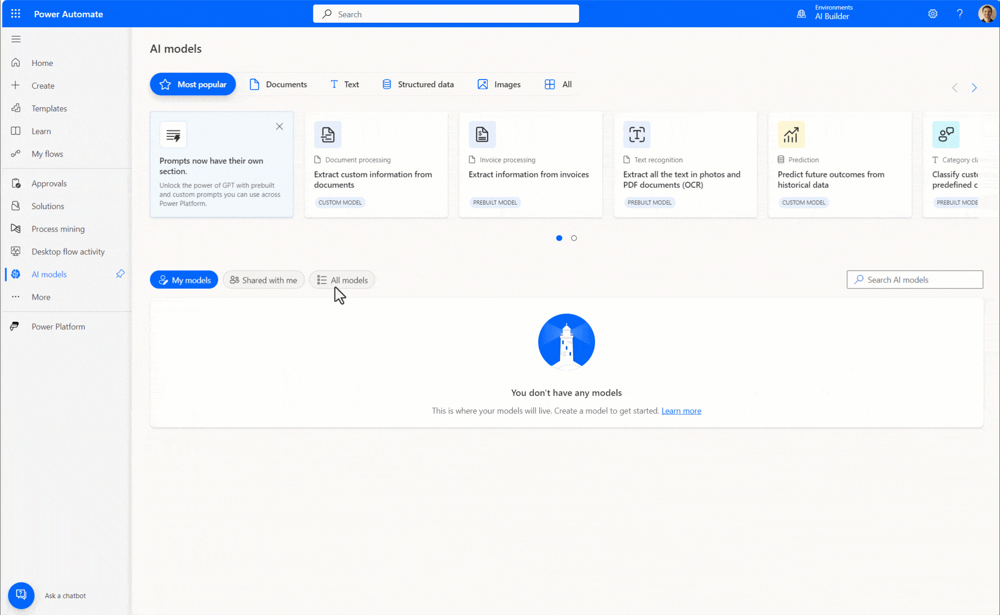 Power Automate
Search
Environments
AI Builder
Home
Create
Templates
Learn
My flows
Approvals
Solutions
Process mining
Desktop flow activity
AI models
More
Power Platform
Ask a chatbot
AI models
Most popular
Documents
Text
Structured data
Images
All
Prompts now have their own
section.
Unlock the power of GPT with prebuilt
and custom prompts you can use across
Power Platform.
Document processing
Extract custom information from
documents
CUSTOM MODEL
Invoice processing
Extract information from invoices
PREBUILT MODEL
Text recognition
Extract all the text in photos and
PDF documents (OCR)
PREBUILT MODEL
Prediction
Predict future outcomes from
historical data
CUSTOM MODEL
Category cla
Classify custo
predefined c
PREBUILT MODE
My models
Shared with me
All models
Search AI models
You don't have any models
This is where your models will live. Create a model to get started. Learn more